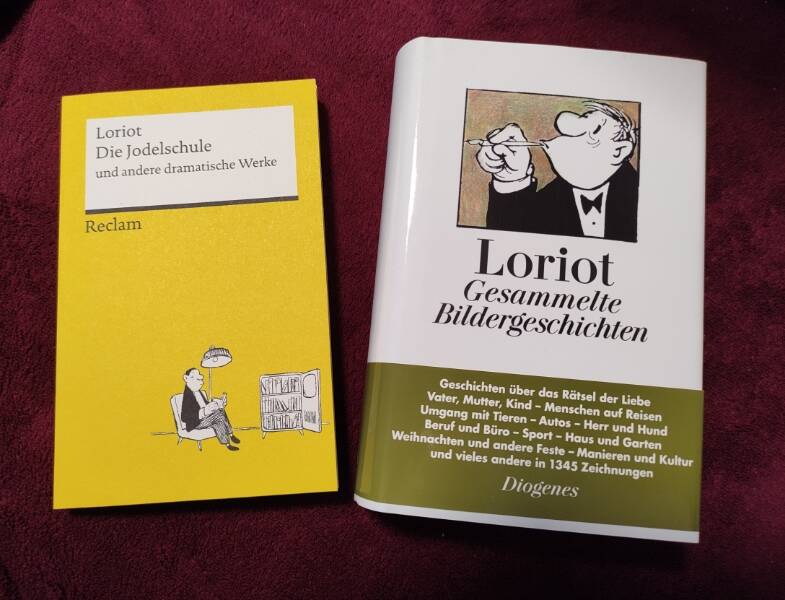 Loriot
Die Jodelschule
und andere dramatische Werke
Reclam
Loriot
Gesammelte
Bildergeschichten
Geschichten über das Rätsel der Liebe
Vater, Mutter, Kind – Menschen auf Reisen
Umgang mit Tieren – Autos – Herr und Hund
Beruf und Büro – Sport – Haus und Garten
Weihnachten und andere Feste – Manieren und Kultur
und vieles andere in 1345 Zeichnungen
Diogenes